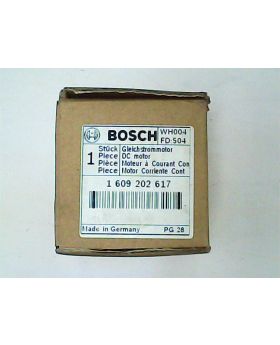 BOSCH WH004
FD 504
1 Stück Gleichstrommotor
Piece DC motor
Pièce Moteur à Courant Con
Piece Motor Corriente Cont
1 609 202 617
Made in Germany PG 28